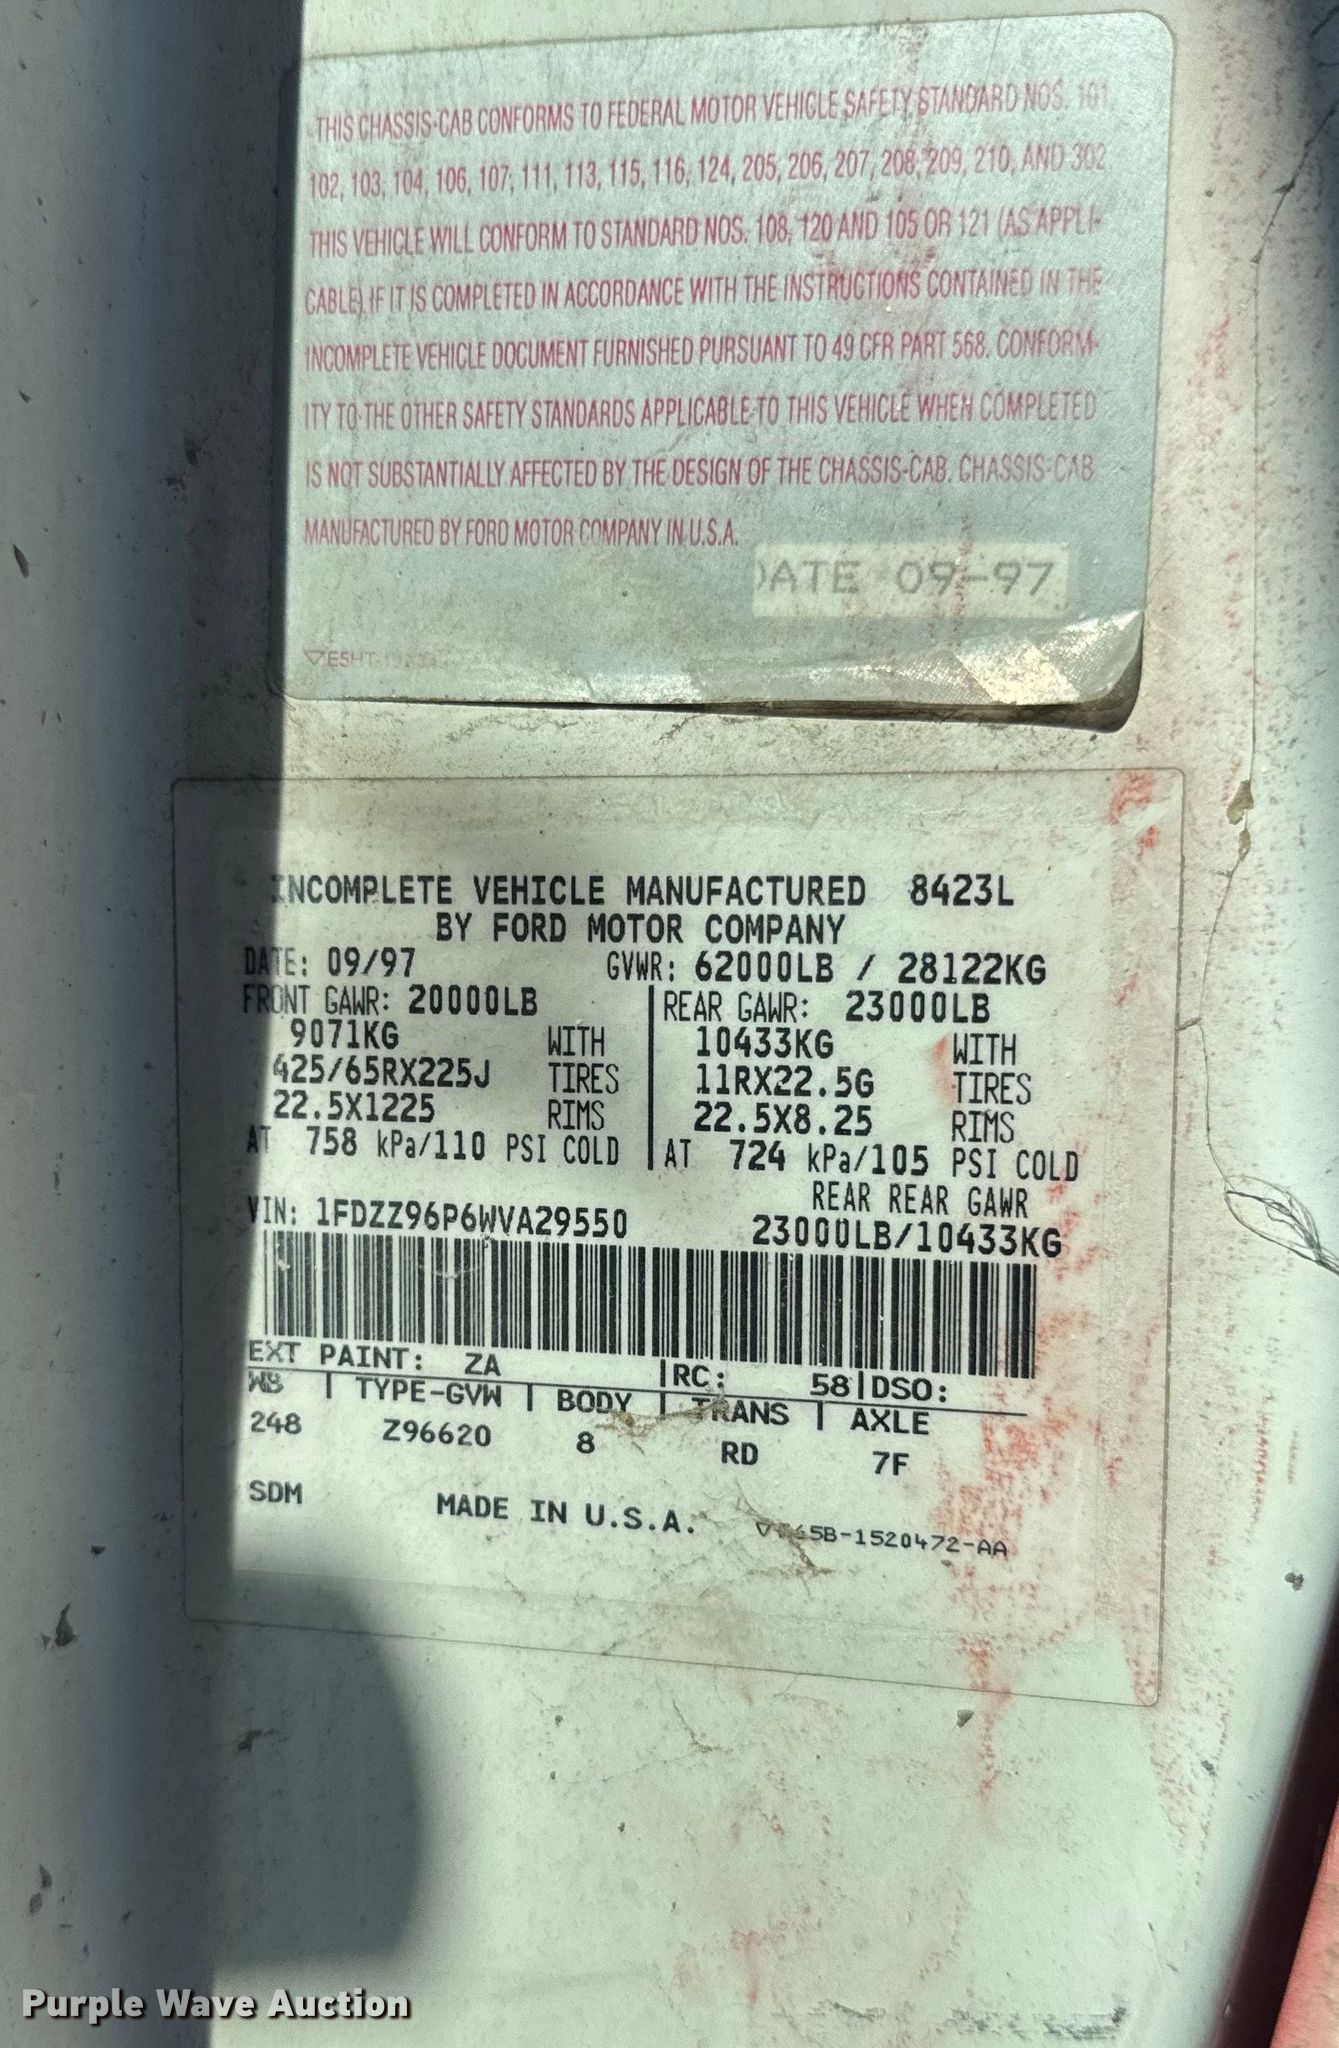 THIS CHASSIS-CAB CONFORMS TO FEDERAL MOTOR VEHICLE SAFETY STANDARD NOS. 101,
102, 103, 104, 106, 107, 111, 113, 115, 116, 124, 205, 206, 207, 208, 209, 210, AND 302
THIS VEHICLE WILL CONFORM TO STANDARD NOS. 108, 120 AND 105 OR 121 (AS APPLI-
CABLE) IF IT IS COMPLETED IN ACCORDANCE WITH THE INSTRUCTIONS CONTAINED IN THE
INCOMPLETE VEHICLE DOCUMENT FURNISHED PURSUANT TO 49 CFR PART 568. CONFORM-
ITY TO THE OTHER SAFETY STANDARDS APPLICABLE TO THIS VEHICLE WHEN COMPLETED
IS NOT SUBSTANTIALLY AFFECTED BY THE DESIGN OF THE CHASSIS-CAB. CHASSIS-CAB
MANUFACTURED BY FORD MOTOR COMPANY IN U.S.A.
DATE 09-97
INCOMPLETE VEHICLE MANUFACTURED 8423L
BY FORD MOTOR COMPANY
DATE: 09/97 GVWR: 62000LB / 28122KG
FRONT GAWR: 20000LB REAR GAWR: 23000LB
9071KG WITH 10433KG WITH
425/65RX225J TIRES 11RX22.5G TIRES
22.5X1225 RIMS 22.5X8.25 RIMS
AT 758 kPa/110 PSI COLD AT 724 kPa/105 PSI COLD
REAR REAR GAWR
VIN: 1FDZZ96P6WVA29550 23000LB/10433KG
EXT PAINT: ZA RC: 58 DSO:
WB TYPE-GVW BODY TRANS AXLE
248 Z96620 8 RD 7F
SDM MADE IN U.S.A. 65B-1520472-AA
Purple Wave Auction